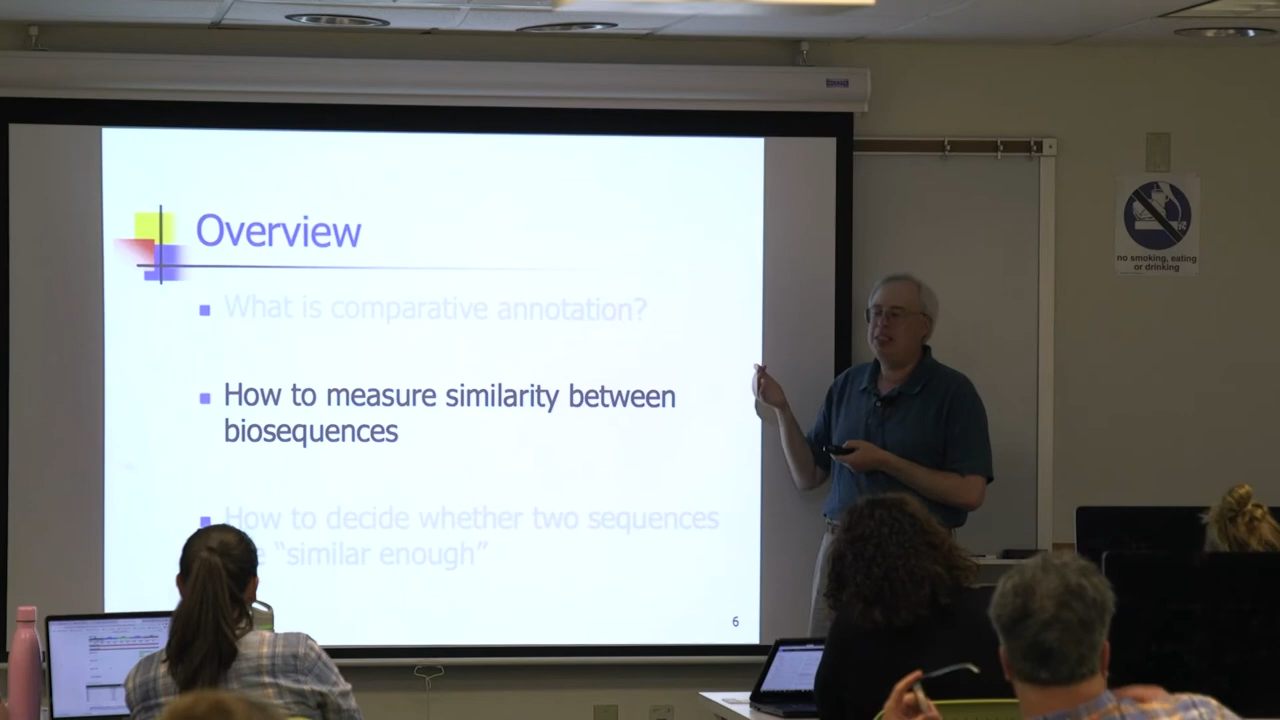 Overview
What is comparative annotation?
How to measure similarity between
biosequences
How to decide whether two sequences
"similar enough"
6
no smoking, eating
or drinking